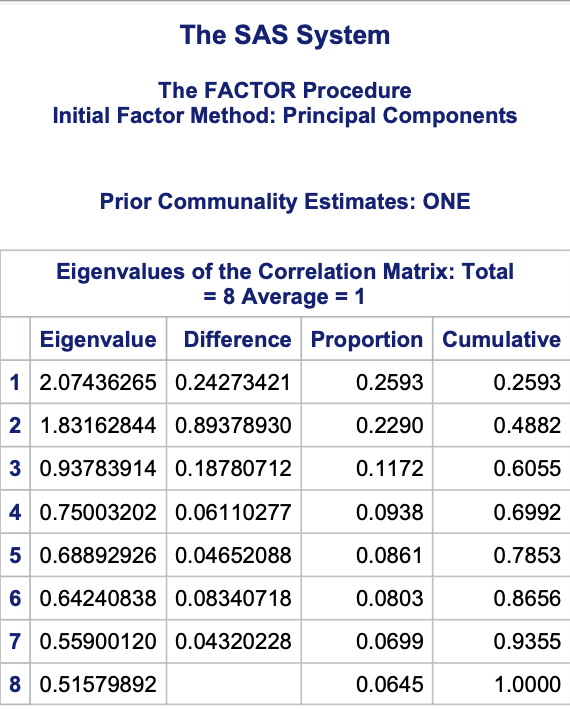 The SAS System
The FACTOR Procedure
Initial Factor Method: Principal Components
Prior Communality Estimates: ONE
Eigenvalues of the Correlation Matrix: Total
= 8 Average = 1
Eigenvalue Difference Proportion Cumulative
1 2.07436265 0.24273421 0.2593 0.2593
2 1.83162844 0.89378930 0.2290 0.4882
3 0.93783914 0.18780712 0.1172 0.6055
4 0.75003202 0.06110277 0.0938 0.6992
5 0.68892926 0.04652088 0.0861 0.7853
6 0.64240838 0.08340718 0.0803 0.8656
7 0.55900120 0.04320228 0.0699 0.9355
8 0.51579892 0.0645 1.0000